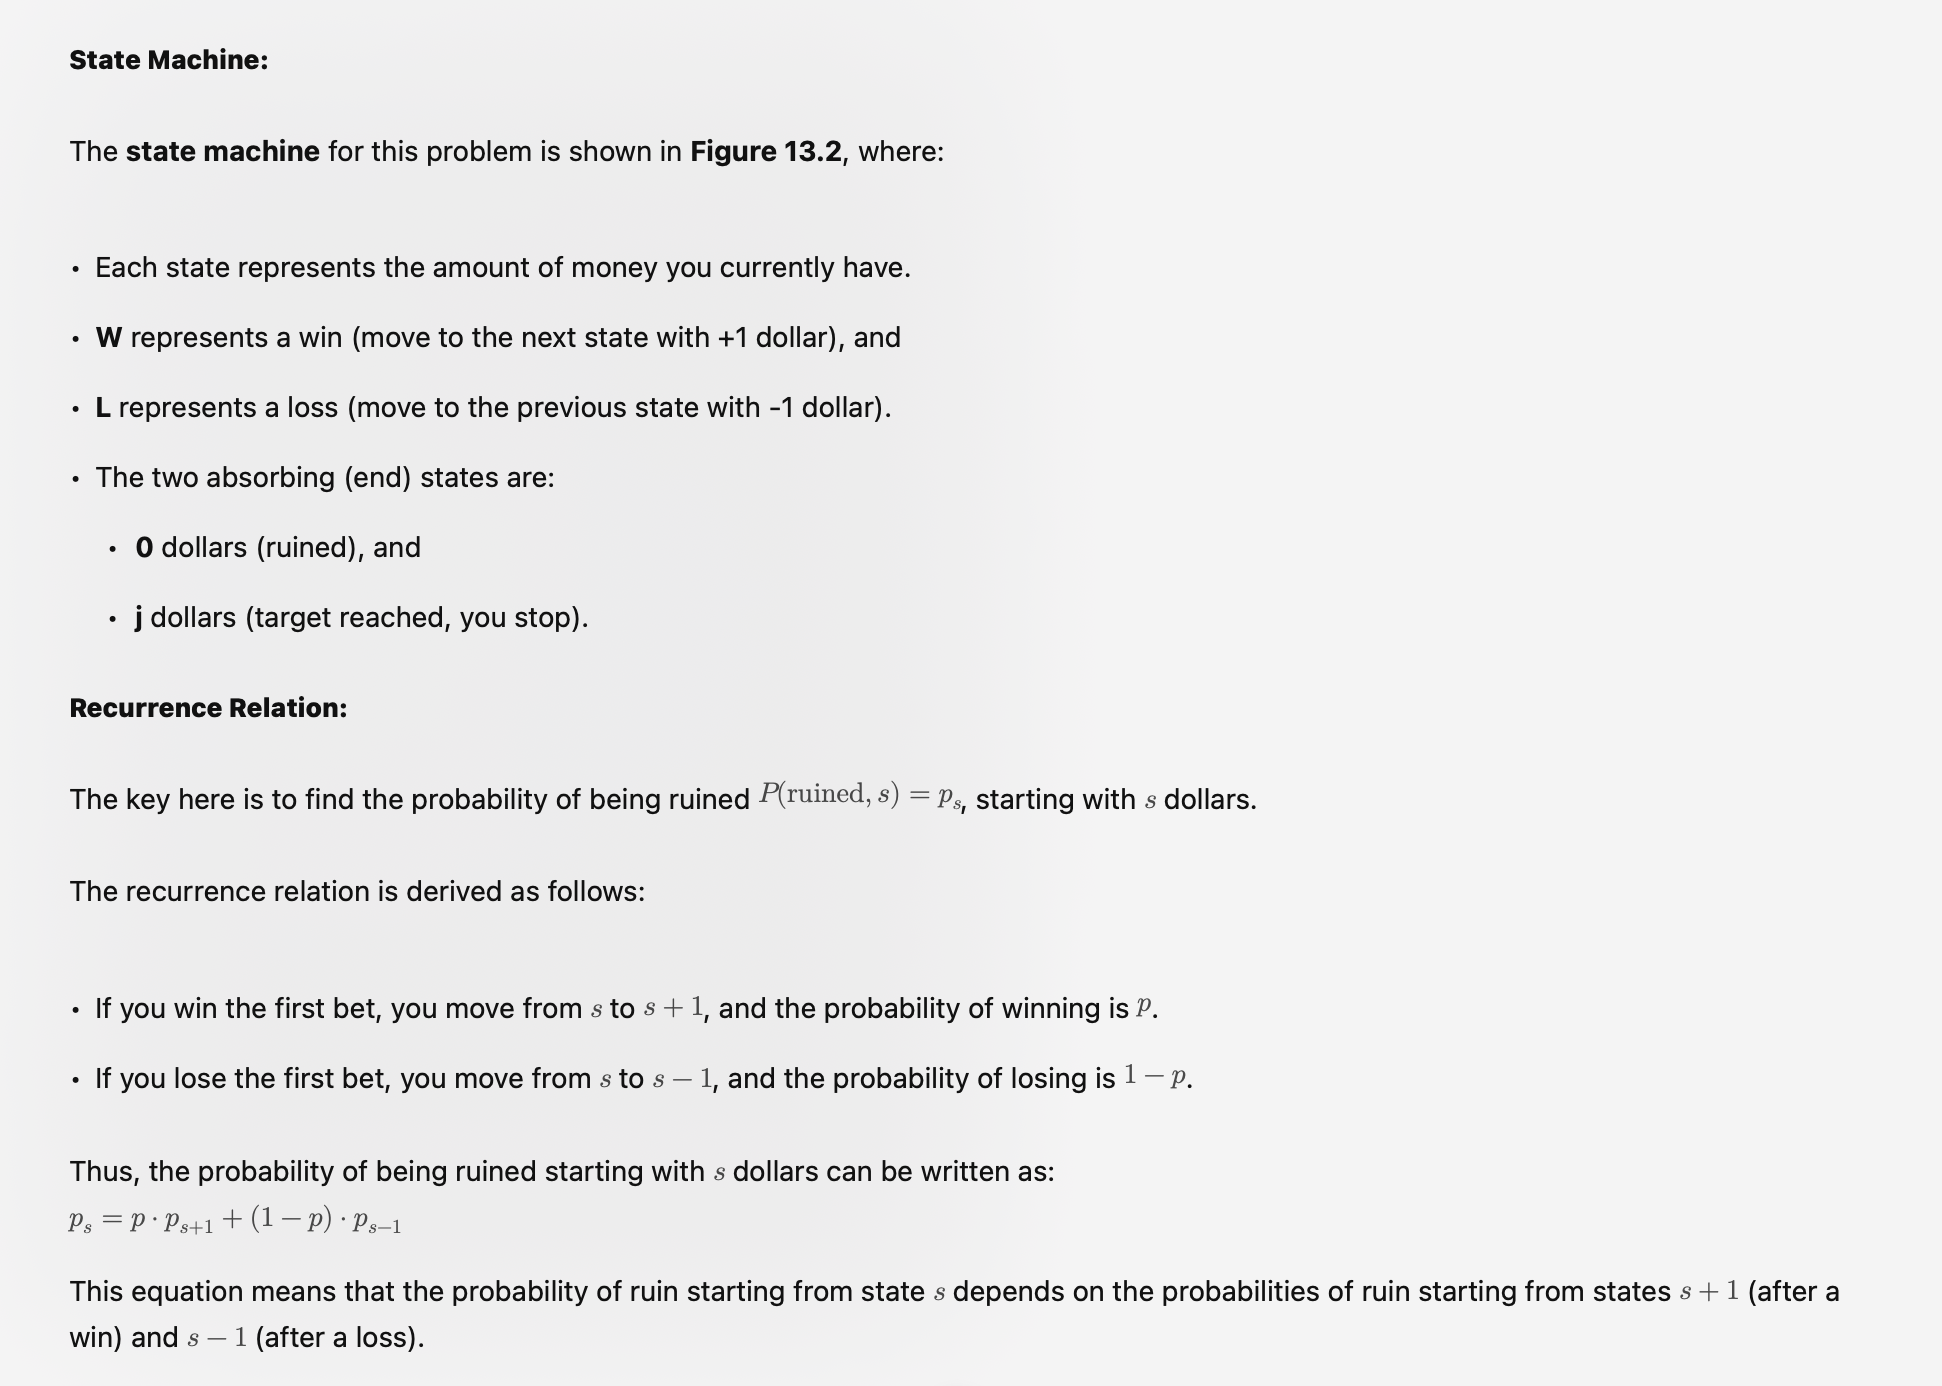 State Machine:
The state machine for this problem is shown in Figure 13.2, where:
• Each state represents the amount of money you currently have.
• W represents a win (move to the next state with +1 dollar), and
• L represents a loss (move to the previous state with -1 dollar).
• The two absorbing (end) states are:
• 0 dollars (ruined), and
• j dollars (target reached, you stop).
Recurrence Relation:
The key here is to find the probability of being ruined P(ruined, s) = pₛ, starting with s dollars.
The recurrence relation is derived as follows:
• If you win the first bet, you move from s to s + 1, and the probability of winning is p.
• If you lose the first bet, you move from s to s − 1, and the probability of losing is 1 − p.
Thus, the probability of being ruined starting with s dollars can be written as:
pₛ = p · pₛ₊₁ + (1 − p) · pₛ₋₁
This equation means that the probability of ruin starting from state s depends on the probabilities of ruin starting from states s + 1 (after a
win) and s − 1 (after a loss).